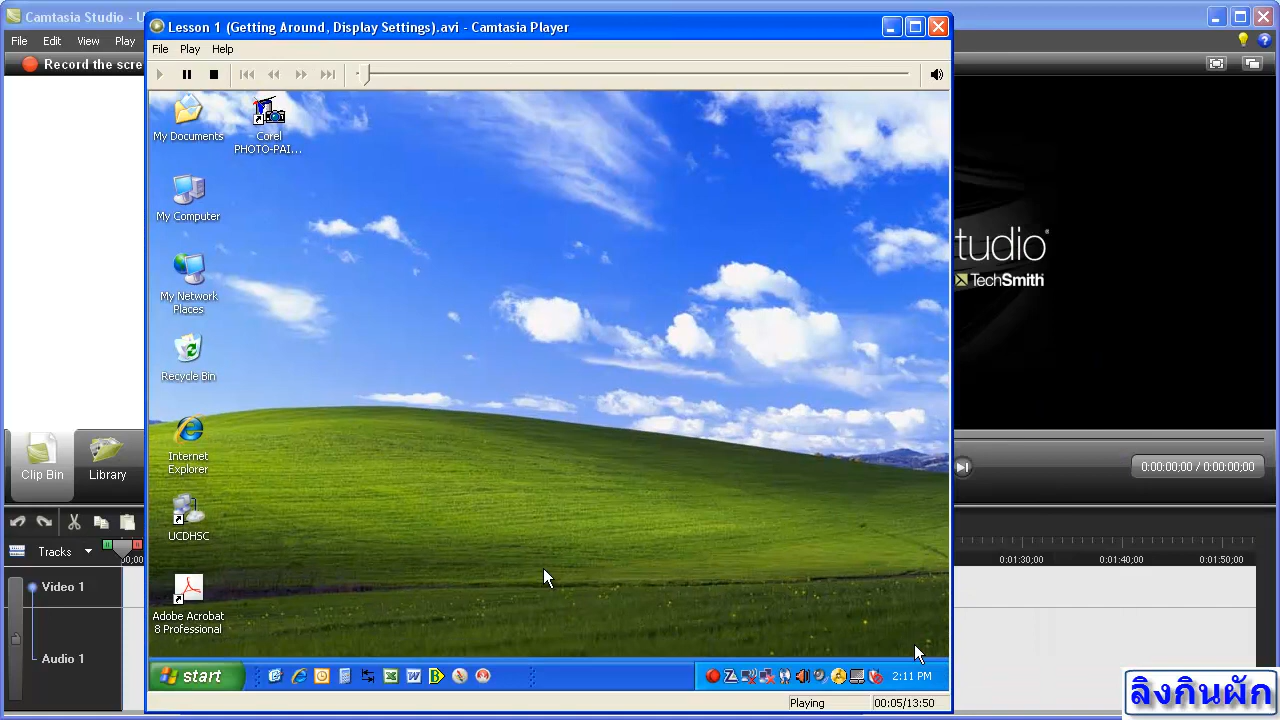 Camtasia Studio - U
Lesson 1 (Getting Around, Display Settings).avi - Camtasia Player
File Edit View Play
File Play Help
Record the scre
My Documents
Corel
PHOTO-PAI...
My Computer
My Network
Places
Recycle Bin
Internet
Explorer
UCDHSC
Adobe Acrobat
8 Professional
tudio
TechSmith
Clip Bin
Library
0:00:00;00 / 0:00:00;00
Tracks
00;00
0:01:30;00
0:01:40;00
0:01:50;00
Video 1
Audio 1
start
2:11 PM
Playing
00:05/13:50
ลิงกินผัก